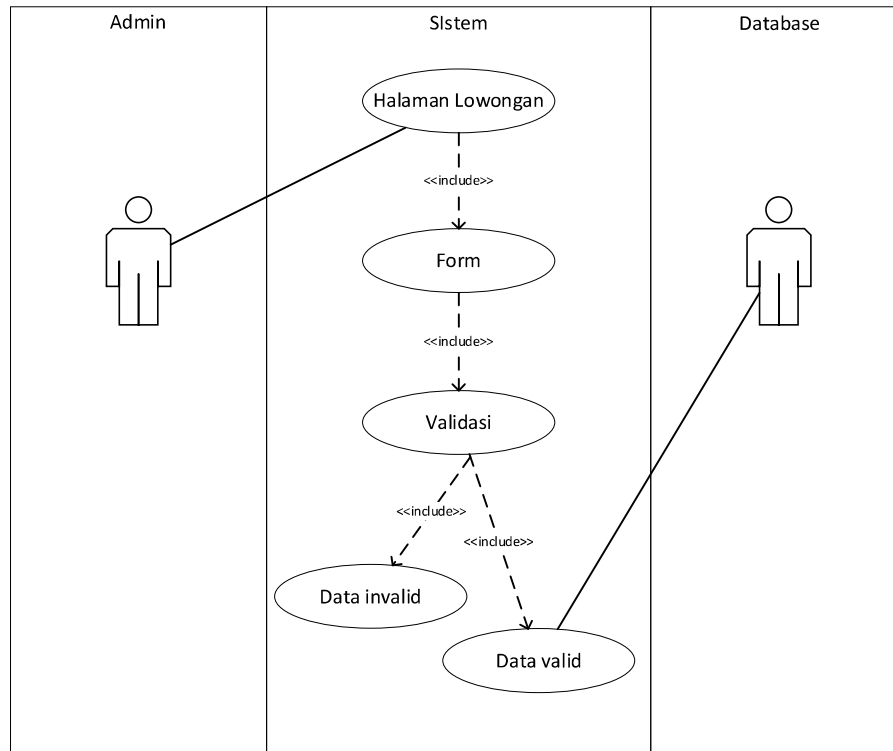 Admin
SIstem
Database
Halaman Lowongan
<<include>>
Form
<<include>>
Validasi
<<include>>
<<include>>
Data invalid
Data valid